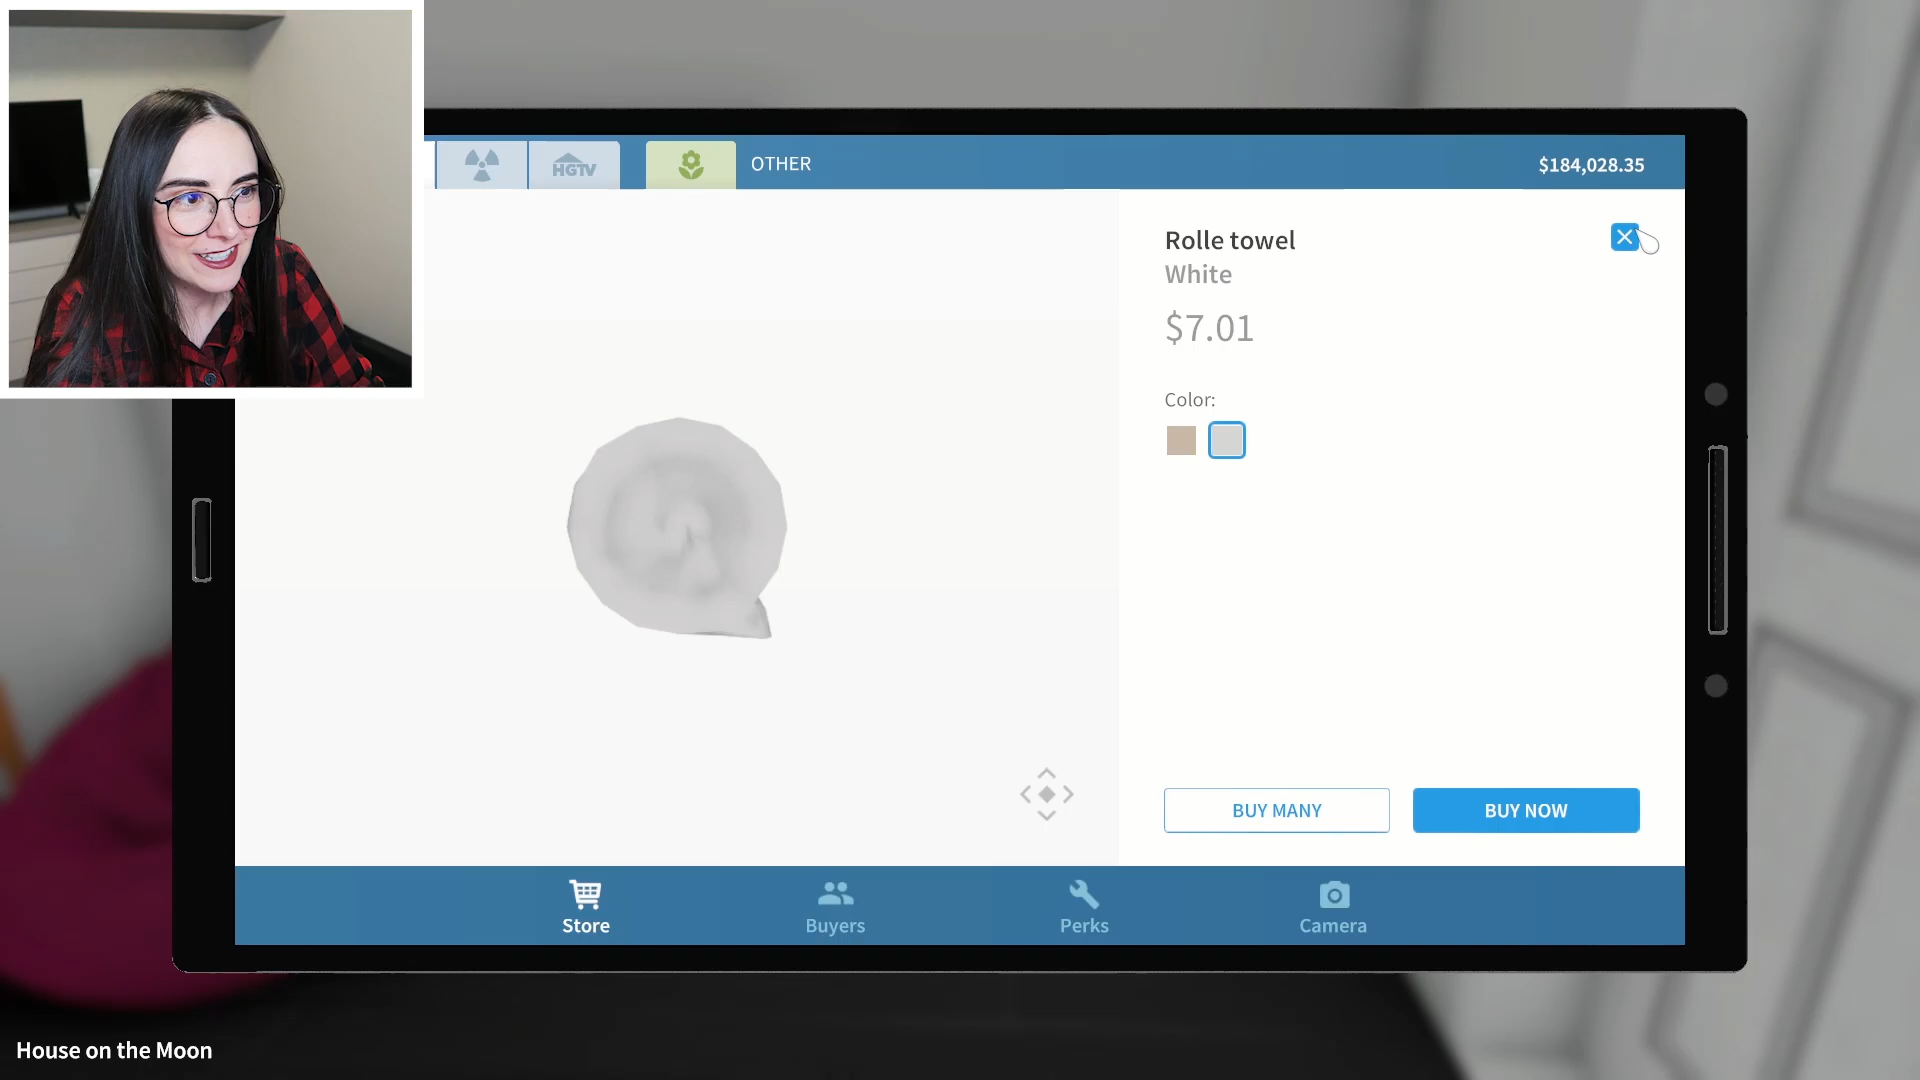 HGTV
OTHER
$184,028.35
Rolle towel
White
$7.01
Color:
BUY MANY
BUY NOW
Store
Buyers
Perks
Camera
House on the Moon